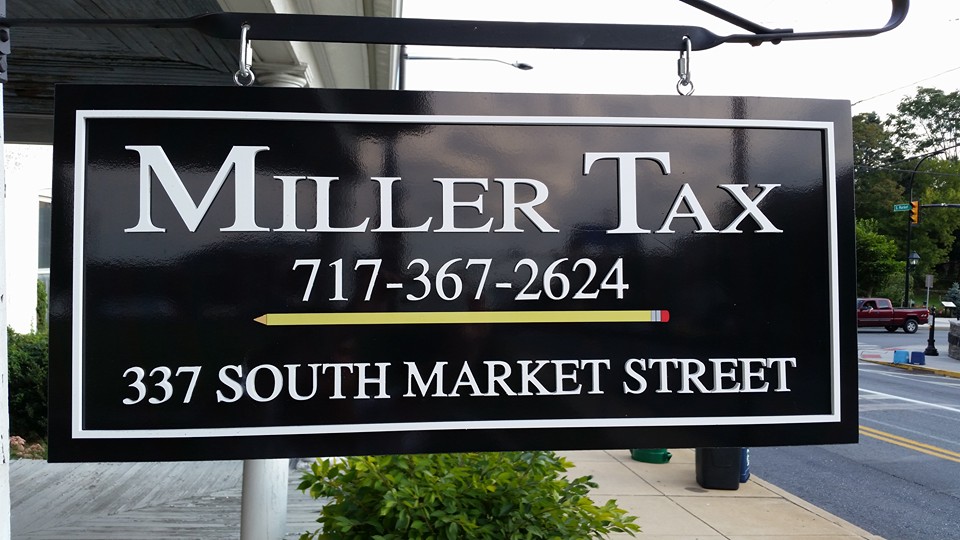 MILLER TAX
717-367-2624
337 SOUTH MARKET STREET